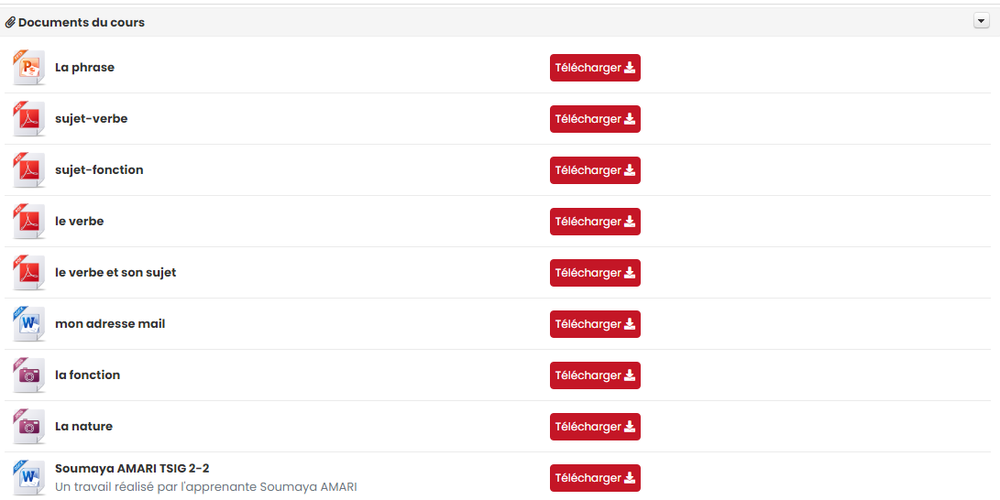 Documents du cours
La phrase
Télécharger
sujet-verbe
Télécharger
sujet-fonction
Télécharger
le verbe
Télécharger
le verbe et son sujet
Télécharger
mon adresse mail
Télécharger
la fonction
Télécharger
La nature
Télécharger
Soumaya AMARI TSIG 2-2
Un travail réalisé par l'apprenante Soumaya AMARI
Télécharger